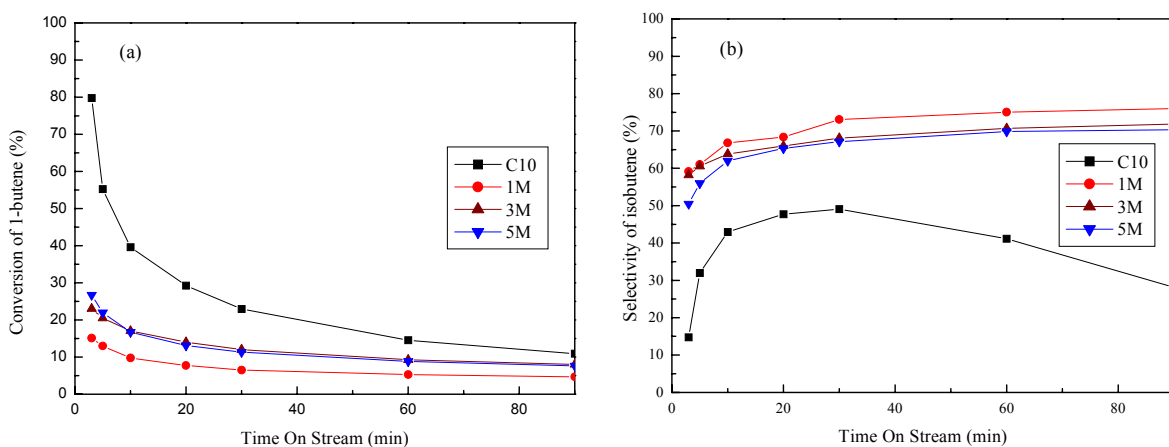 (a)
Conversion of 1-butene (%)
100
90
80
70
60
50
40
30
20
10
0
C10
1M
3M
5M
0 20 40 60 80
Time On Stream (min)
(b)
Selectivity of isobutene (%)
100
90
80
70
60
50
40
30
20
10
0
C10
1M
3M
5M
0 20 40 60 80
Time On Stream (min)